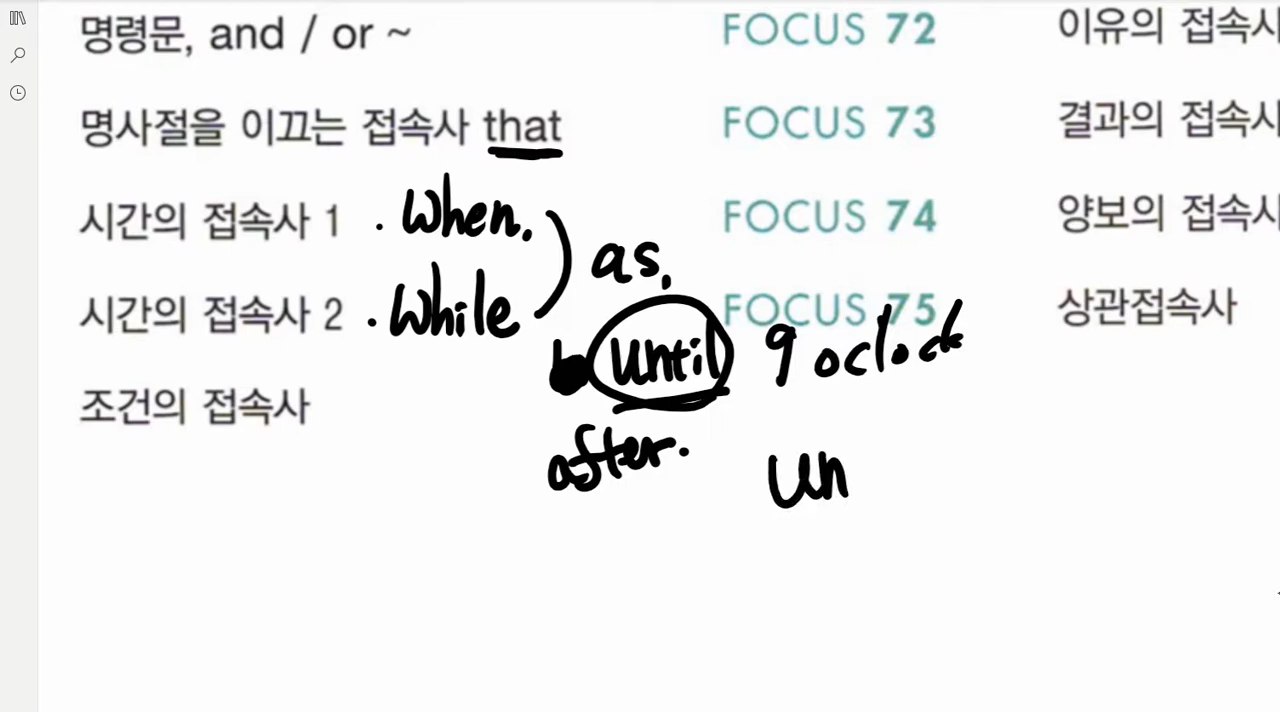 명령문, and / or ~ FOCUS 72 이유의 접속사
명사절을 이끄는 접속사 that FOCUS 73 결과의 접속사
시간의 접속사 1 · When. as, FOCUS 74 양보의 접속사
시간의 접속사 2 · While FOCUS 75 상관접속사
until 9 oclock
조건의 접속사
after. Un